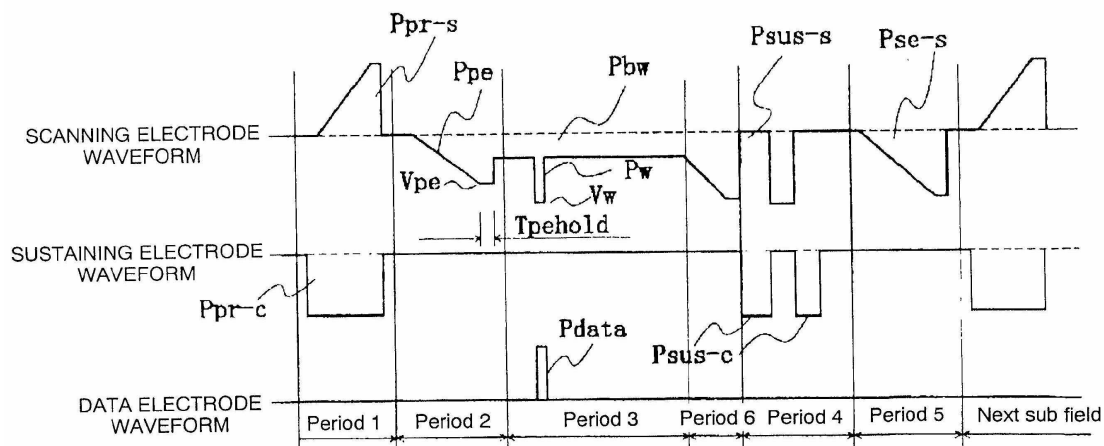 Ppr-s
Ppe
Pbw
Psus-s
Pse-s
SCANNING ELECTRODE
WAVEFORM
Vpe
Pw
Vw
Tpehold
SUSTAINING ELECTRODE
WAVEFORM
Ppr-c
Pdata
Psus-c
DATA ELECTRODE
WAVEFORM
Period 1
Period 2
Period 3
Period 6
Period 4
Period 5
Next sub field